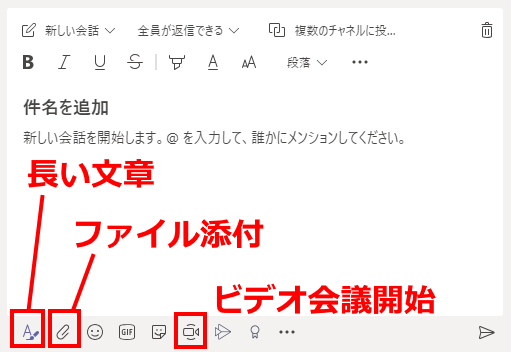 新しい会話 全員が返信できる 複数のチャネルに投...
B I U S A AA 段落 ...
件名を追加
新しい会話を開始します。@ を入力して、誰かにメンションしてください。
長い文章
ファイル添付
ビデオ会議開始
A GIF ...